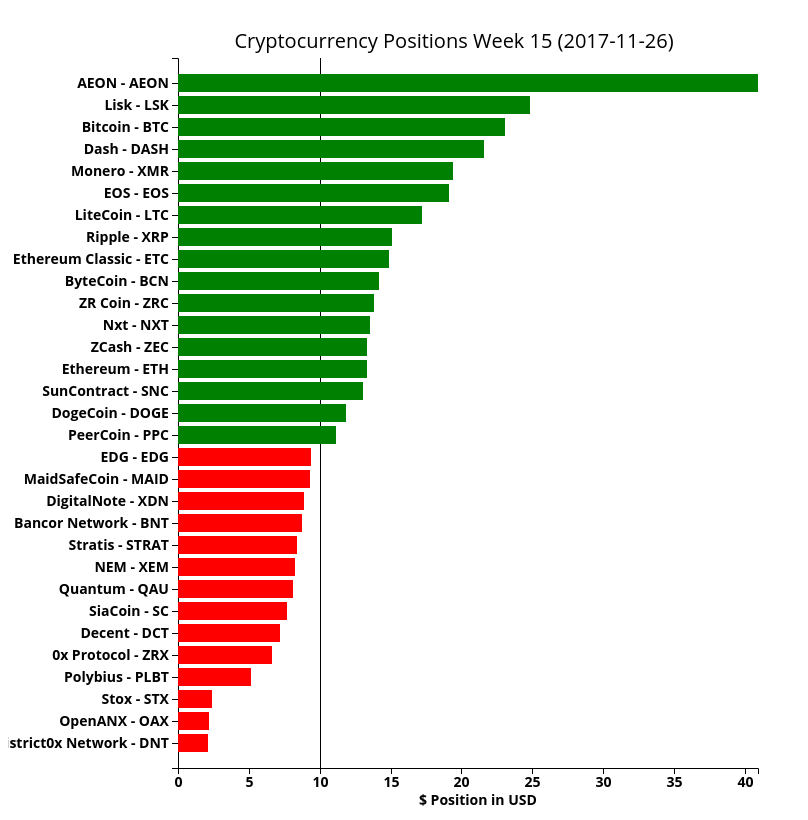 Cryptocurrency Positions Week 15 (2017-11-26)
AEON - AEON
Lisk - LSK
Bitcoin - BTC
Dash - DASH
Monero - XMR
EOS - EOS
LiteCoin - LTC
Ripple - XRP
Ethereum Classic - ETC
ByteCoin - BCN
ZR Coin - ZRC
Nxt - NXT
ZCash - ZEC
Ethereum - ETH
SunContract - SNC
DogeCoin - DOGE
PeerCoin - PPC
EDG - EDG
MaidSafeCoin - MAID
DigitalNote - XDN
Bancor Network - BNT
Stratis - STRAT
NEM - XEM
Quantum - QAU
SiaCoin - SC
Decent - DCT
0x Protocol - ZRX
Polybius - PLBT
Stox - STX
OpenANX - OAX
strict0x Network - DNT
0 5 10 15 20 25 30 35 40
$ Position in USD